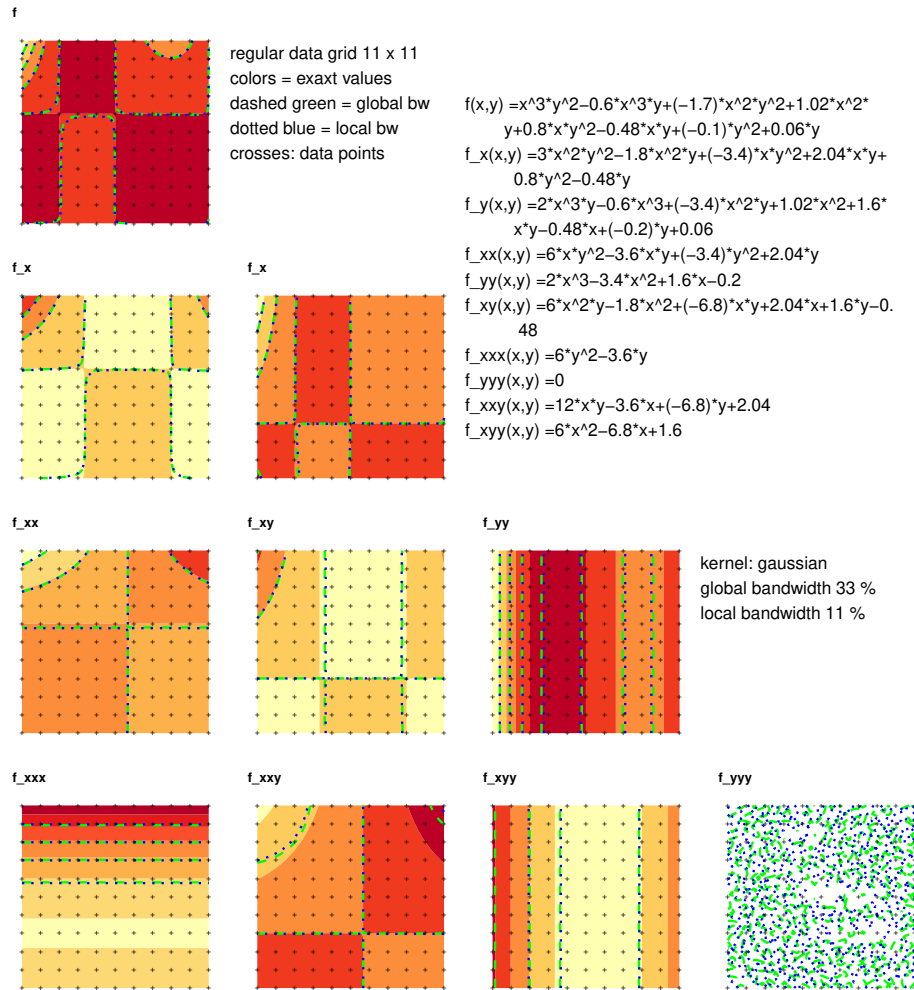 f
regular data grid 11 x 11
colors = exaxt values
dashed green = global bw
dotted blue = local bw
crosses: data points
f(x,y) =x^3*y^2−0.6*x^3*y+(−1.7)*x^2*y^2+1.02*x^2*
y+0.8*x*y^2−0.48*x*y+(−0.1)*y^2+0.06*y
f_x(x,y) =3*x^2*y^2−1.8*x^2*y+(−3.4)*x*y^2+2.04*x*y+
0.8*y^2−0.48*y
f_y(x,y) =2*x^3*y−0.6*x^3+(−3.4)*x^2*y+1.02*x^2+1.6*
x*y−0.48*x+(−0.2)*y+0.06
f_xx(x,y) =6*x*y^2−3.6*x*y+(−3.4)*y^2+2.04*y
f_yy(x,y) =2*x^3−3.4*x^2+1.6*x−0.2
f_xy(x,y) =6*x^2*y−1.8*x^2+(−6.8)*x*y+2.04*x+1.6*y−0.
48
f_xxx(x,y) =6*y^2−3.6*y
f_yyy(x,y) =0
f_xxy(x,y) =12*x*y−3.6*x+(−6.8)*y+2.04
f_xyy(x,y) =6*x^2−6.8*x+1.6
f_x
f_x
f_xx
f_xy
f_yy
kernel: gaussian
global bandwidth 33 %
local bandwidth 11 %
f_xxx
f_xxy
f_xyy
f_yyy